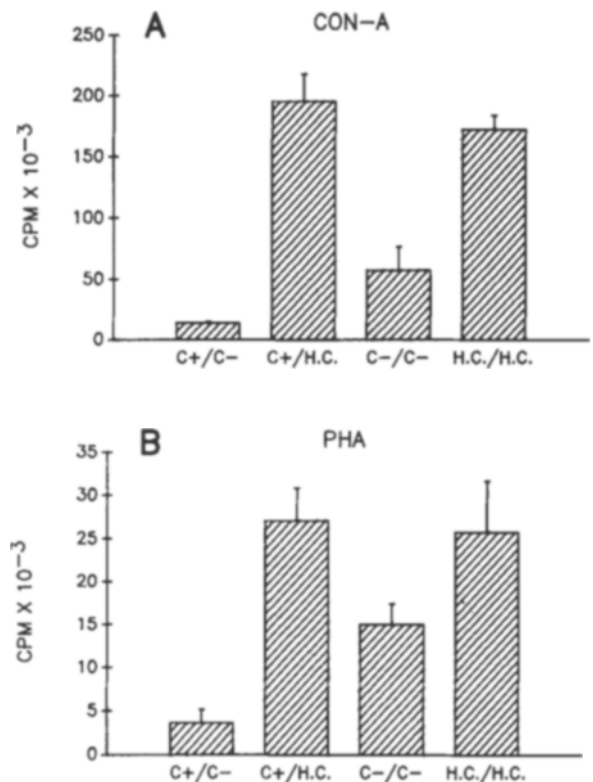 A
CON-A
CPM X 10-3
250
200
150
100
50
0
C+/C-
C+/H.C.
C-/C-
H.C./H.C.
B
PHA
CPM X 10-3
35
30
25
20
15
10
5
0
C+/C-
C+/H.C.
C-/C-
H.C./H.C.